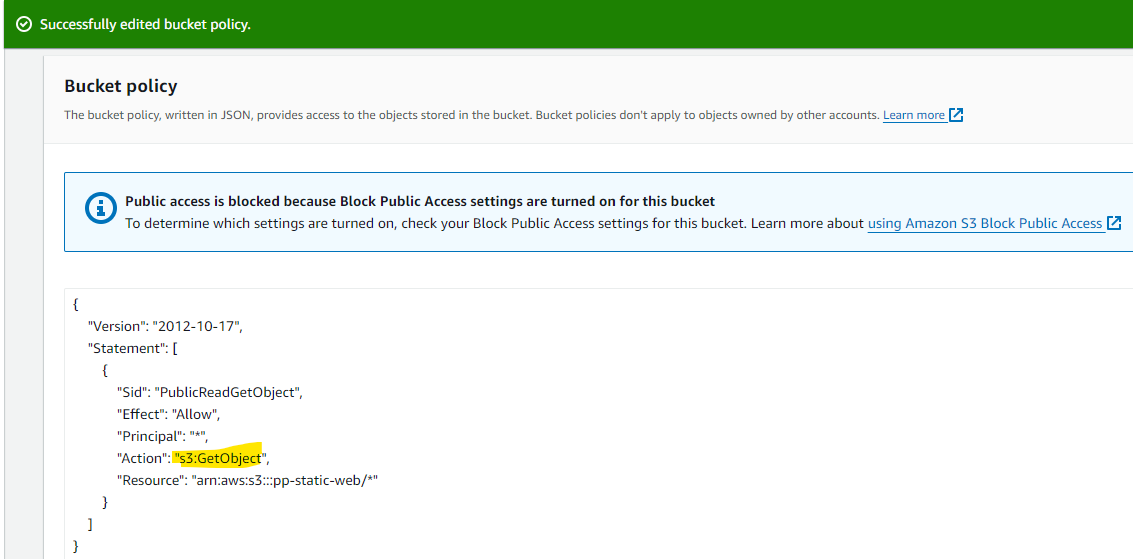 Successfully edited bucket policy.
Bucket policy
The bucket policy, written in JSON, provides access to the objects stored in the bucket. Bucket policies don't apply to objects owned by other accounts. Learn more
Public access is blocked because Block Public Access settings are turned on for this bucket
To determine which settings are turned on, check your Block Public Access settings for this bucket. Learn more about using Amazon S3 Block Public Access
{
"Version": "2012-10-17",
"Statement": [
{
"Sid": "PublicReadGetObject",
"Effect": "Allow",
"Principal": "*",
"Action": "s3:GetObject",
"Resource": "arn:aws:s3:::pp-static-web/*"
}
]
}